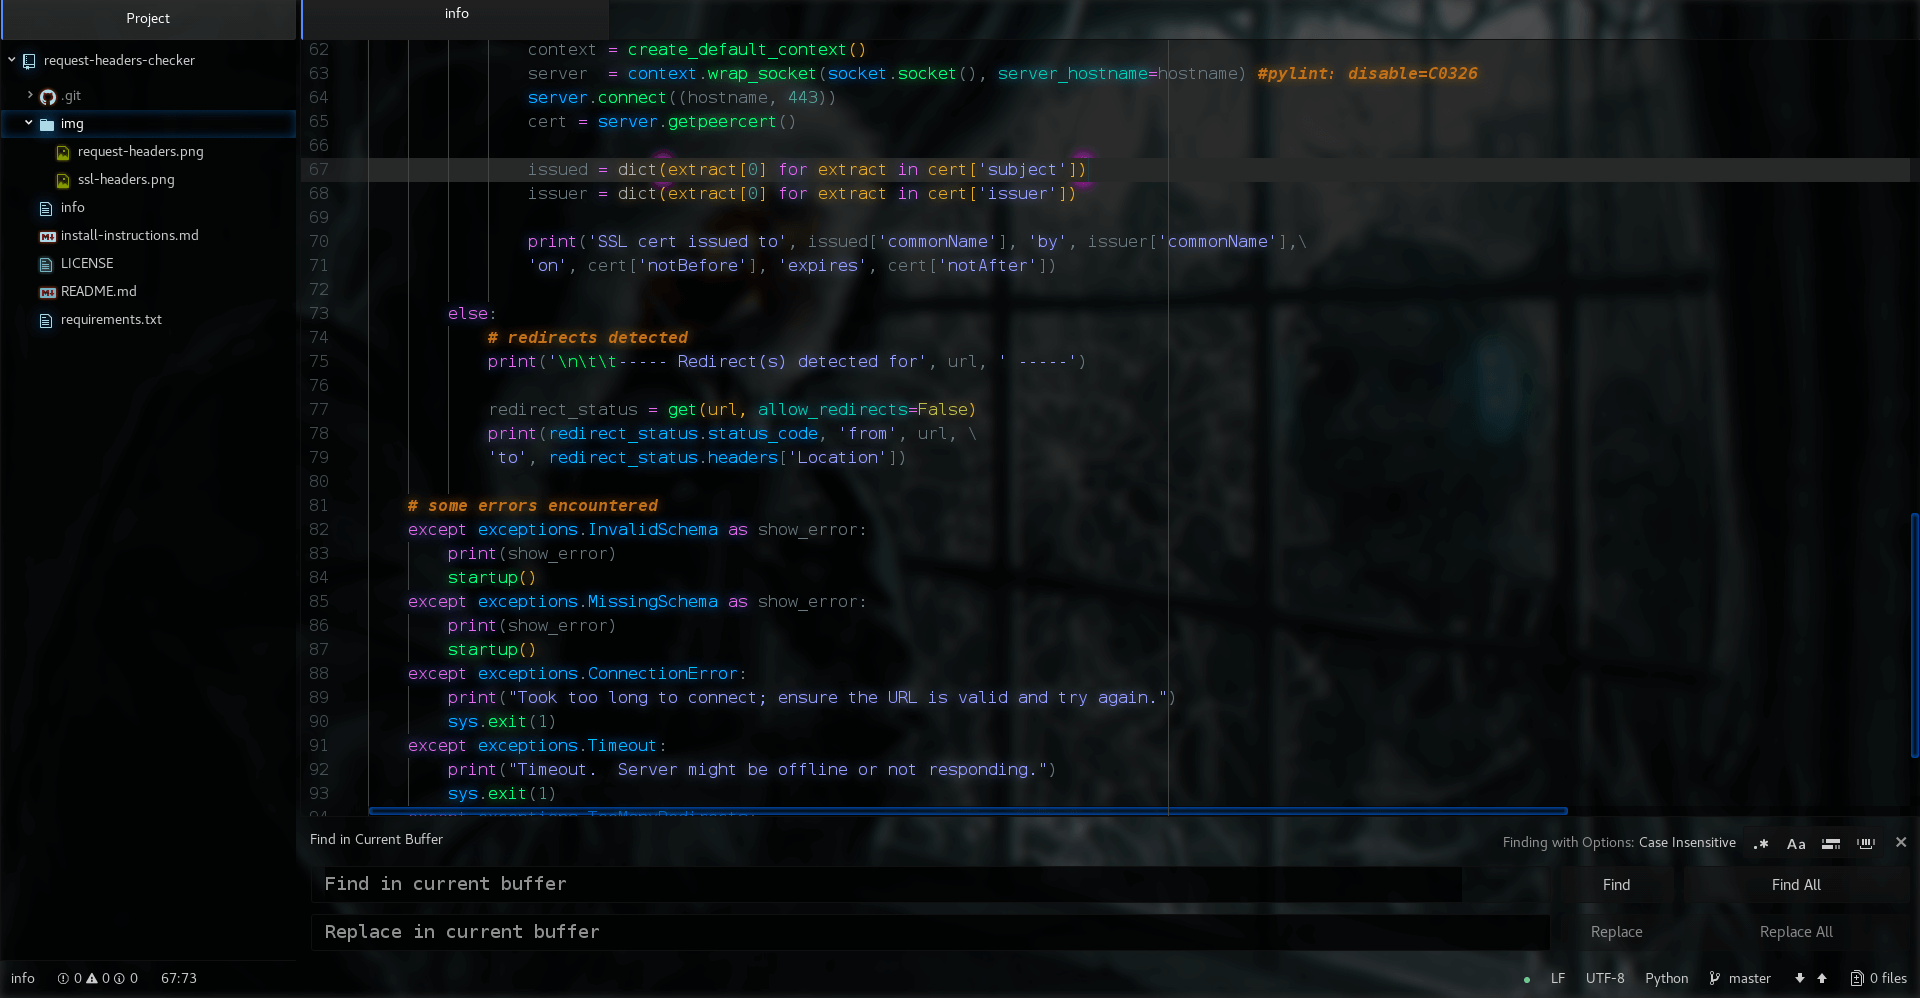 Project
info
request-headers-checker
.git
img
request-headers.png
ssl-headers.png
info
install-instructions.md
LICENSE
README.md
requirements.txt
62 context = create_default_context()
63 server  = context.wrap_socket(socket.socket(), server_hostname=hostname) #pylint: disable=C0326
64 server.connect((hostname, 443))
65 cert = server.getpeercert()
66
67 issued = dict(extract[0] for extract in cert['subject'])
68 issuer = dict(extract[0] for extract in cert['issuer'])
69
70 print('SSL cert issued to', issued['commonName'], 'by', issuer['commonName'],\
71 'on', cert['notBefore'], 'expires', cert['notAfter'])
72
73 else:
74 # redirects detected
75 print('\n\t\t----- Redirect(s) detected for', url, ' -----')
76
77 redirect_status = get(url, allow_redirects=False)
78 print(redirect_status.status_code, 'from', url, \
79 'to', redirect_status.headers['Location'])
80
81 # some errors encountered
82 except exceptions.InvalidSchema as show_error:
83 print(show_error)
84 startup()
85 except exceptions.MissingSchema as show_error:
86 print(show_error)
87 startup()
88 except exceptions.ConnectionError:
89 print("Took too long to connect; ensure the URL is valid and try again.")
90 sys.exit(1)
91 except exceptions.Timeout:
92 print("Timeout.  Server might be offline or not responding.")
93 sys.exit(1)
94 except exceptions.TooManyRedirects:
Find in Current Buffer
Finding with Options: Case Insensitive .* Aa
Find in current buffer
Find
Find All
Replace in current buffer
Replace
Replace All
info 0 0 0 67:73
LF UTF-8 Python master 0 files